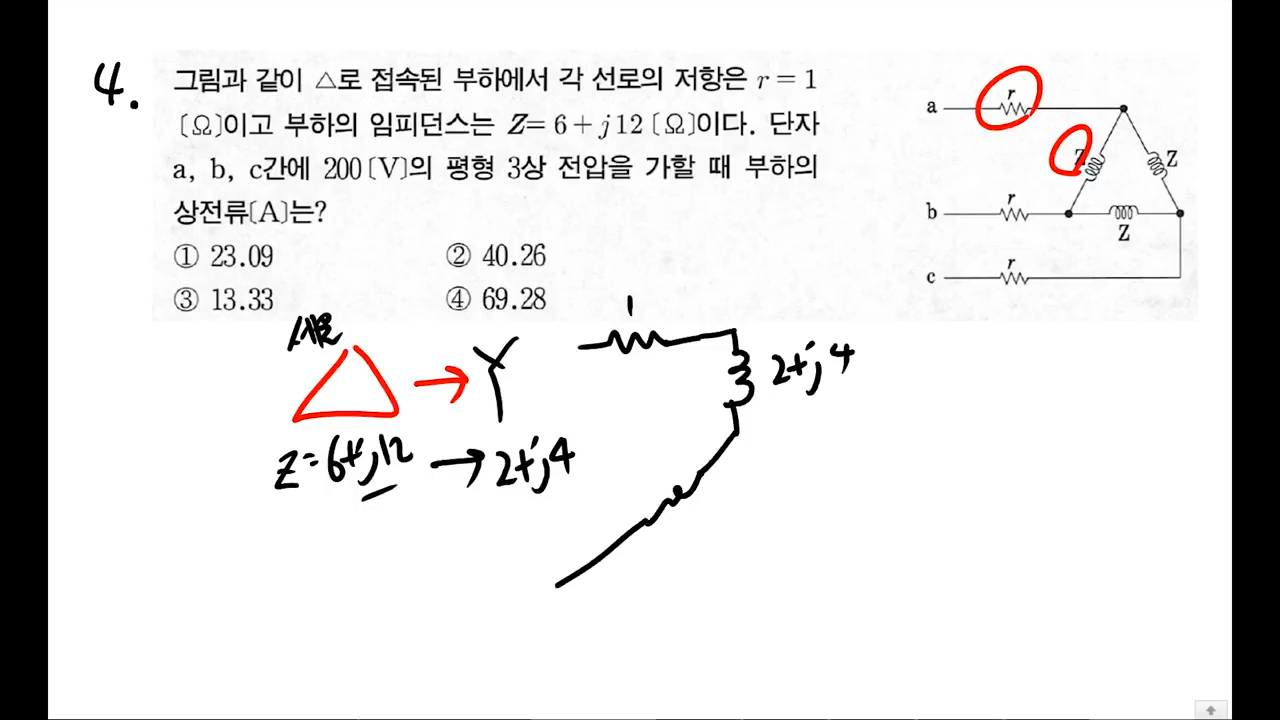 4.
그림과 같이 △로 접속된 부하에서 각 선로의 저항은 r = 1
[Ω]이고 부하의 임피던스는 Z = 6 + j12 [Ω]이다. 단자
a, b, c간에 200[V]의 평형 3상 전압을 가할 때 부하의
상전류[A]는?
① 23.09 ② 40.26
③ 13.33 ④ 69.28
a r
Z Z
b r
Z
c r
1
2+j4
Z=6+j12 → 2+j4